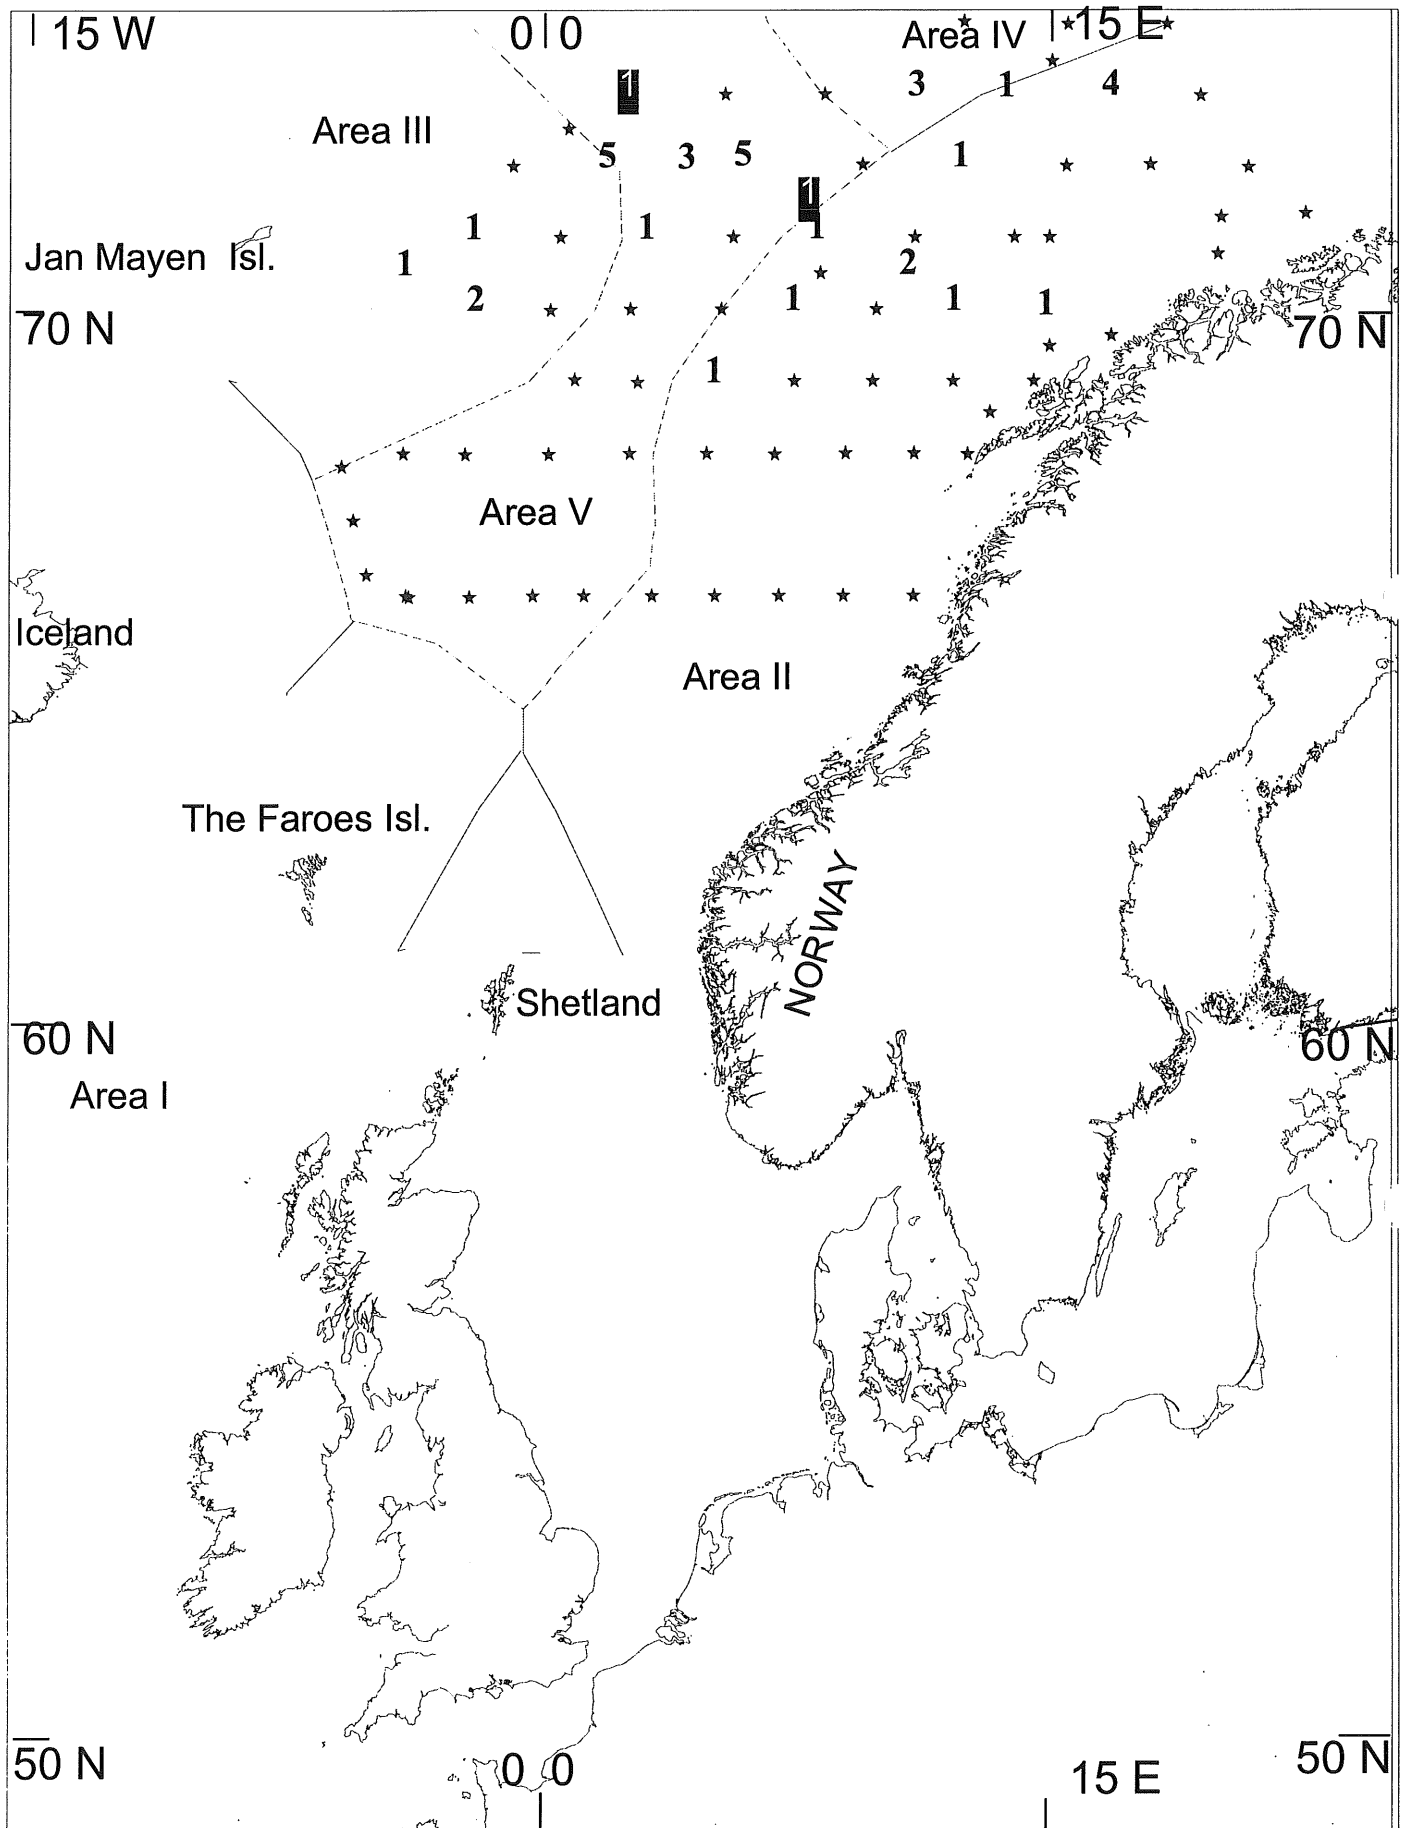 15 W
0 0
Area IV
15 E
1
3
1
4
Area III
5
3
5
1
1
1
1
1
Jan Mayen Isl.
1
2
2
1
1
1
70 N
70 N
1
Area V
Iceland
Area II
The Faroes Isl.
NORWAY
Shetland
60 N
60 N
Area I
50 N
0 0
15 E
50 N